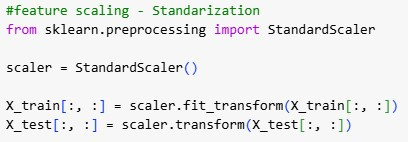 #feature scaling - Standarization
from sklearn.preprocessing import StandardScaler
scaler = StandardScaler()
X_train[:, :] = scaler.fit_transform(X_train[:, :])
X_test[:, :] = scaler.transform(X_test[:, :])